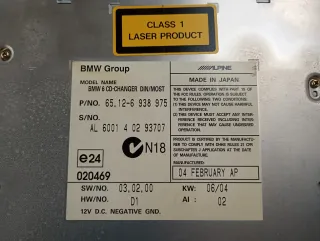 CLASS 1
LASER PRODUCT
BMW Group
ALPINE
MODEL NAME
BMW 6 CD-CHANGER DIN/MOST
P/NO. 65.12-6 938 975
S/NO.
AL 6001 4 02 93707
e24
020469
N18
SW/NO. 03.02.00
HW/NO. D1
12V D.C. NEGATIVE GND.
MADE IN JAPAN
THIS DEVICE COMPLIES WITH PART 15 OF
THE FCC RULES, OPERATION IS SUBJECT
TO THE FOLLOWING TWO CONDITIONS:
(1) THIS DEVICE MAY NOT CAUSE HARMFUL
INTERFERENCE.
(2) THIS DEVICE MUST ACCEPT ANY
INTERFERENCE RECEIVED INCLUDING
INTERFERENCE THAT MAY CAUSE
UNDESIRED OPERATION.
PRODUCT IS CERTIFIED BY THE MANUFACTU-
RER TO COMPLY WITH DHHS RULES 21 CFR
SUBCHAPTER J APPLICABLE AT THE DATE
OF MANUFACTURE.
MANUFACTURED:
04 FEBRUARY AP
KW: 06/04
AI: 02